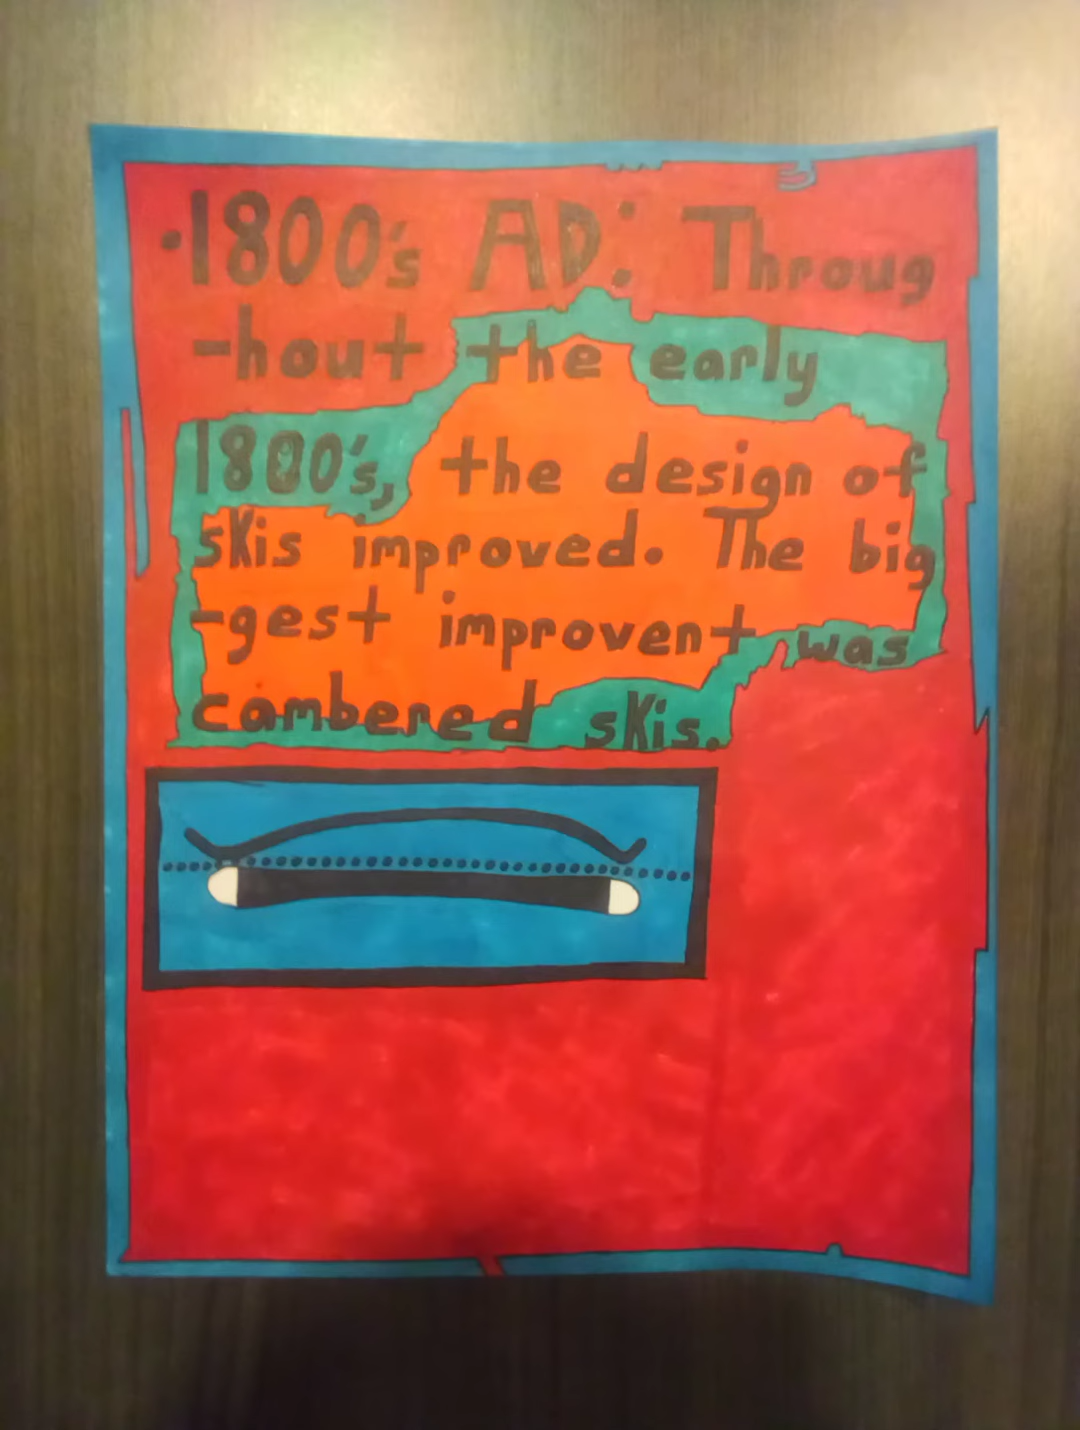 ·1800's AD: Throug
-hout the early
1800's, the design of
skis improved. The big
-gest improvent was
cambered skis.